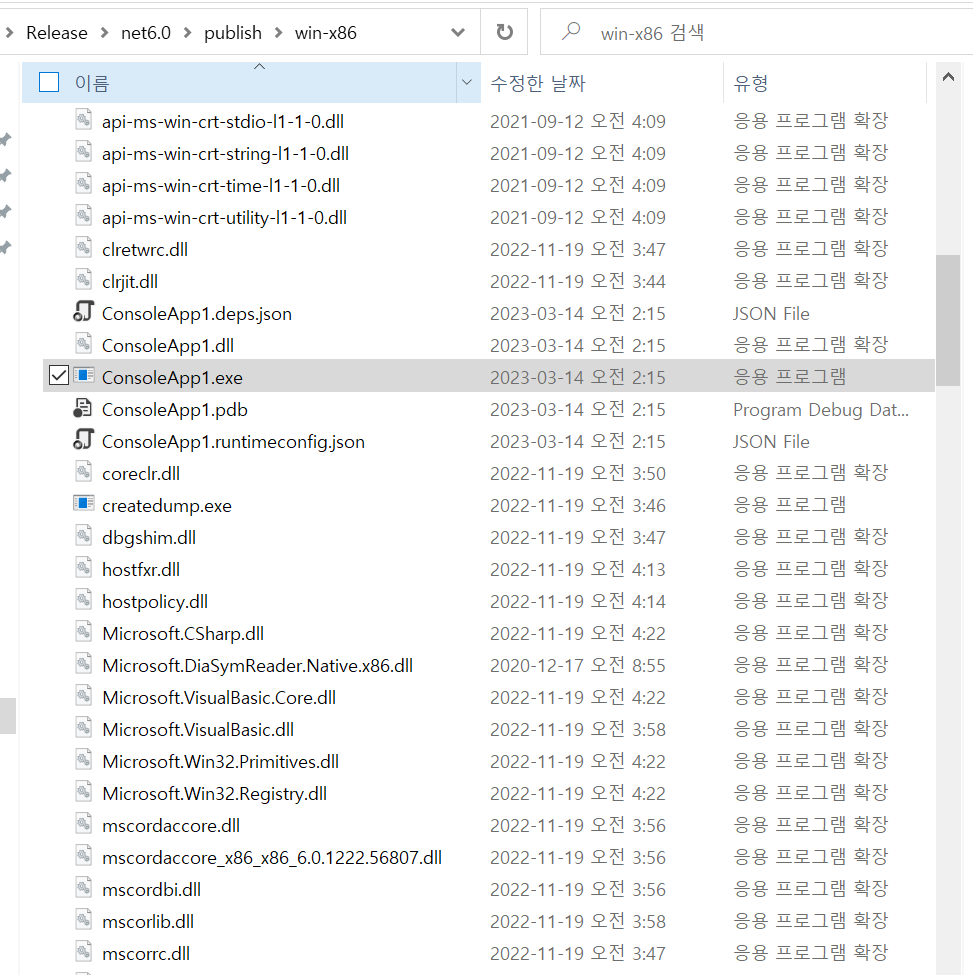 Release > net6.0 > publish > win-x86 win-x86 검색
이름 수정한 날짜 유형
api-ms-win-crt-stdio-l1-1-0.dll 2021-09-12 오전 4:09 응용 프로그램 확장
api-ms-win-crt-string-l1-1-0.dll 2021-09-12 오전 4:09 응용 프로그램 확장
api-ms-win-crt-time-l1-1-0.dll 2021-09-12 오전 4:09 응용 프로그램 확장
api-ms-win-crt-utility-l1-1-0.dll 2021-09-12 오전 4:09 응용 프로그램 확장
clretwrc.dll 2022-11-19 오전 3:47 응용 프로그램 확장
clrjit.dll 2022-11-19 오전 3:44 응용 프로그램 확장
ConsoleApp1.deps.json 2023-03-14 오전 2:15 JSON File
ConsoleApp1.dll 2023-03-14 오전 2:15 응용 프로그램 확장
ConsoleApp1.exe 2023-03-14 오전 2:15 응용 프로그램
ConsoleApp1.pdb 2023-03-14 오전 2:15 Program Debug Dat...
ConsoleApp1.runtimeconfig.json 2023-03-14 오전 2:15 JSON File
coreclr.dll 2022-11-19 오전 3:50 응용 프로그램 확장
createdump.exe 2022-11-19 오전 3:46 응용 프로그램
dbgshim.dll 2022-11-19 오전 3:47 응용 프로그램 확장
hostfxr.dll 2022-11-19 오전 4:13 응용 프로그램 확장
hostpolicy.dll 2022-11-19 오전 4:14 응용 프로그램 확장
Microsoft.CSharp.dll 2022-11-19 오전 4:22 응용 프로그램 확장
Microsoft.DiaSymReader.Native.x86.dll 2020-12-17 오전 8:55 응용 프로그램 확장
Microsoft.VisualBasic.Core.dll 2022-11-19 오전 4:22 응용 프로그램 확장
Microsoft.VisualBasic.dll 2022-11-19 오전 3:58 응용 프로그램 확장
Microsoft.Win32.Primitives.dll 2022-11-19 오전 4:22 응용 프로그램 확장
Microsoft.Win32.Registry.dll 2022-11-19 오전 4:22 응용 프로그램 확장
mscordaccore.dll 2022-11-19 오전 3:56 응용 프로그램 확장
mscordaccore_x86_x86_6.0.1222.56807.dll 2022-11-19 오전 3:56 응용 프로그램 확장
mscordbi.dll 2022-11-19 오전 3:56 응용 프로그램 확장
mscorlib.dll 2022-11-19 오전 3:58 응용 프로그램 확장
mscorrc.dll 2022-11-19 오전 3:47 응용 프로그램 확장